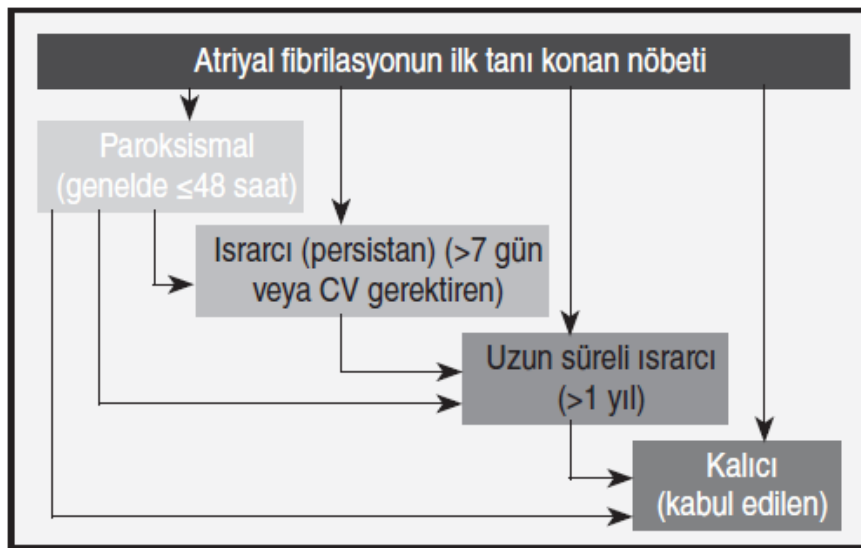 Atriyal fibrilasyonun ilk tanı konan nöbeti
Paroksismal
(genelde ≤48 saat)
Israrcı (persistan) (>7 gün
veya CV gerektiren)
Uzun süreli ısrarcı
(>1 yıl)
Kalıcı
(kabul edilen)